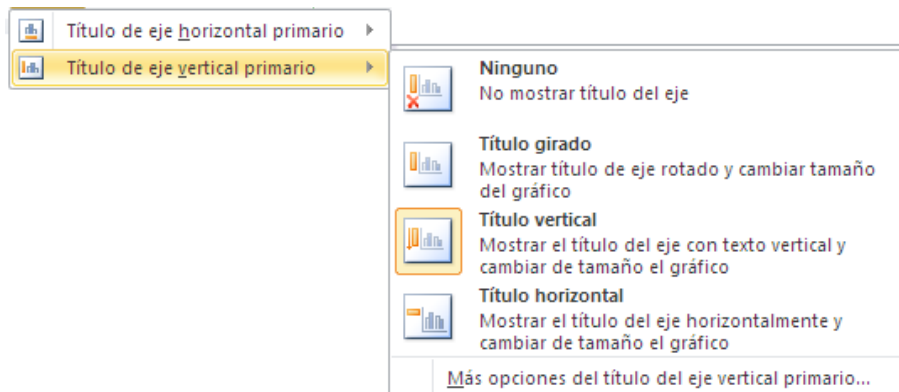 Título de eje horizontal primario
Título de eje vertical primario
Ninguno
No mostrar título del eje
Título girado
Mostrar título de eje rotado y cambiar tamaño
del gráfico
Título vertical
Mostrar el título del eje con texto vertical y
cambiar de tamaño el gráfico
Título horizontal
Mostrar el título del eje horizontalmente y
cambiar de tamaño el gráfico
Más opciones del título del eje vertical primario...